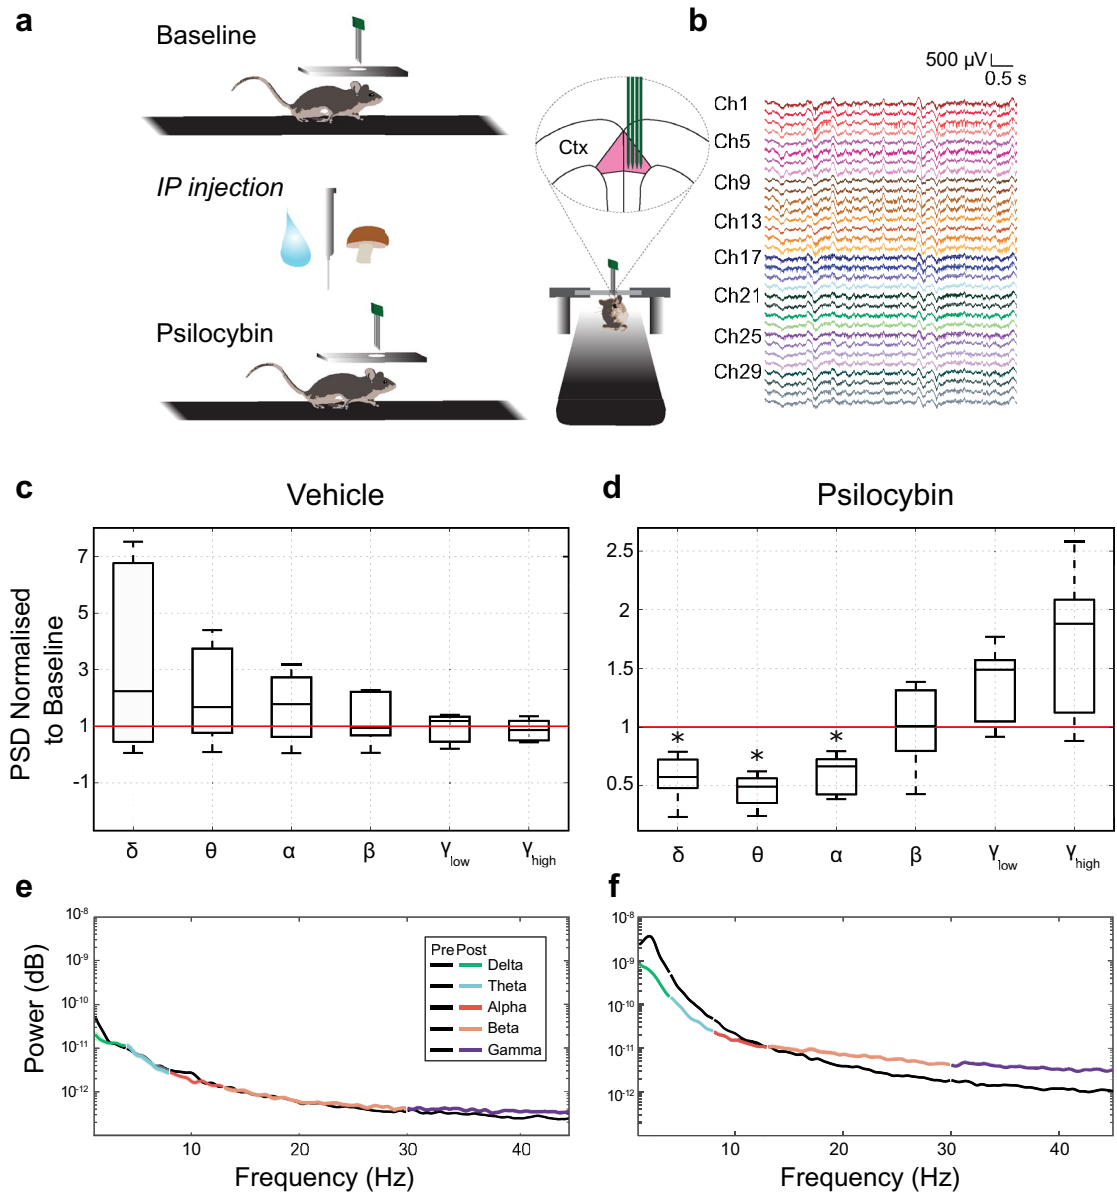 a
Baseline
IP injection
Psilocybin
Ctx
b
500 µV
0.5 s
Ch1
Ch5
Ch9
Ch13
Ch17
Ch21
Ch25
Ch29
c
Vehicle
PSD Normalised
to Baseline
7
5
3
1
-1
δ θ α β γlow γhigh
d
Psilocybin
2.5
2
1.5
1
0.5
* * *
δ θ α β γlow γhigh
e
Power (dB)
10-8
10-9
10-10
10-11
10-12
Pre Post
Delta
Theta
Alpha
Beta
Gamma
10 20 30 40
Frequency (Hz)
f
10-8
10-9
10-10
10-11
10-12
10 20 30 40
Frequency (Hz)